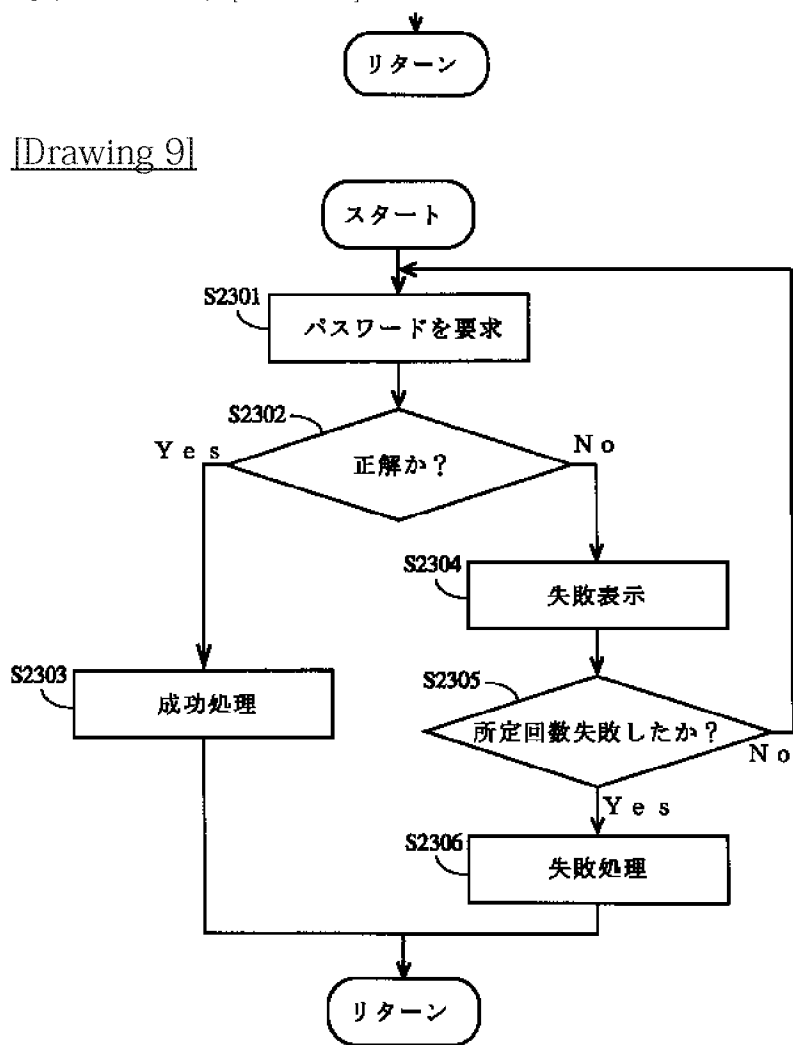 リターン
[Drawing 9]
スタート
S2301
パスワードを要求
S2302
Yes
No
正解か？
S2304
失敗表示
S2303
成功処理
S2305
所定回数失敗したか？
No
Yes
S2306
失敗処理
リターン